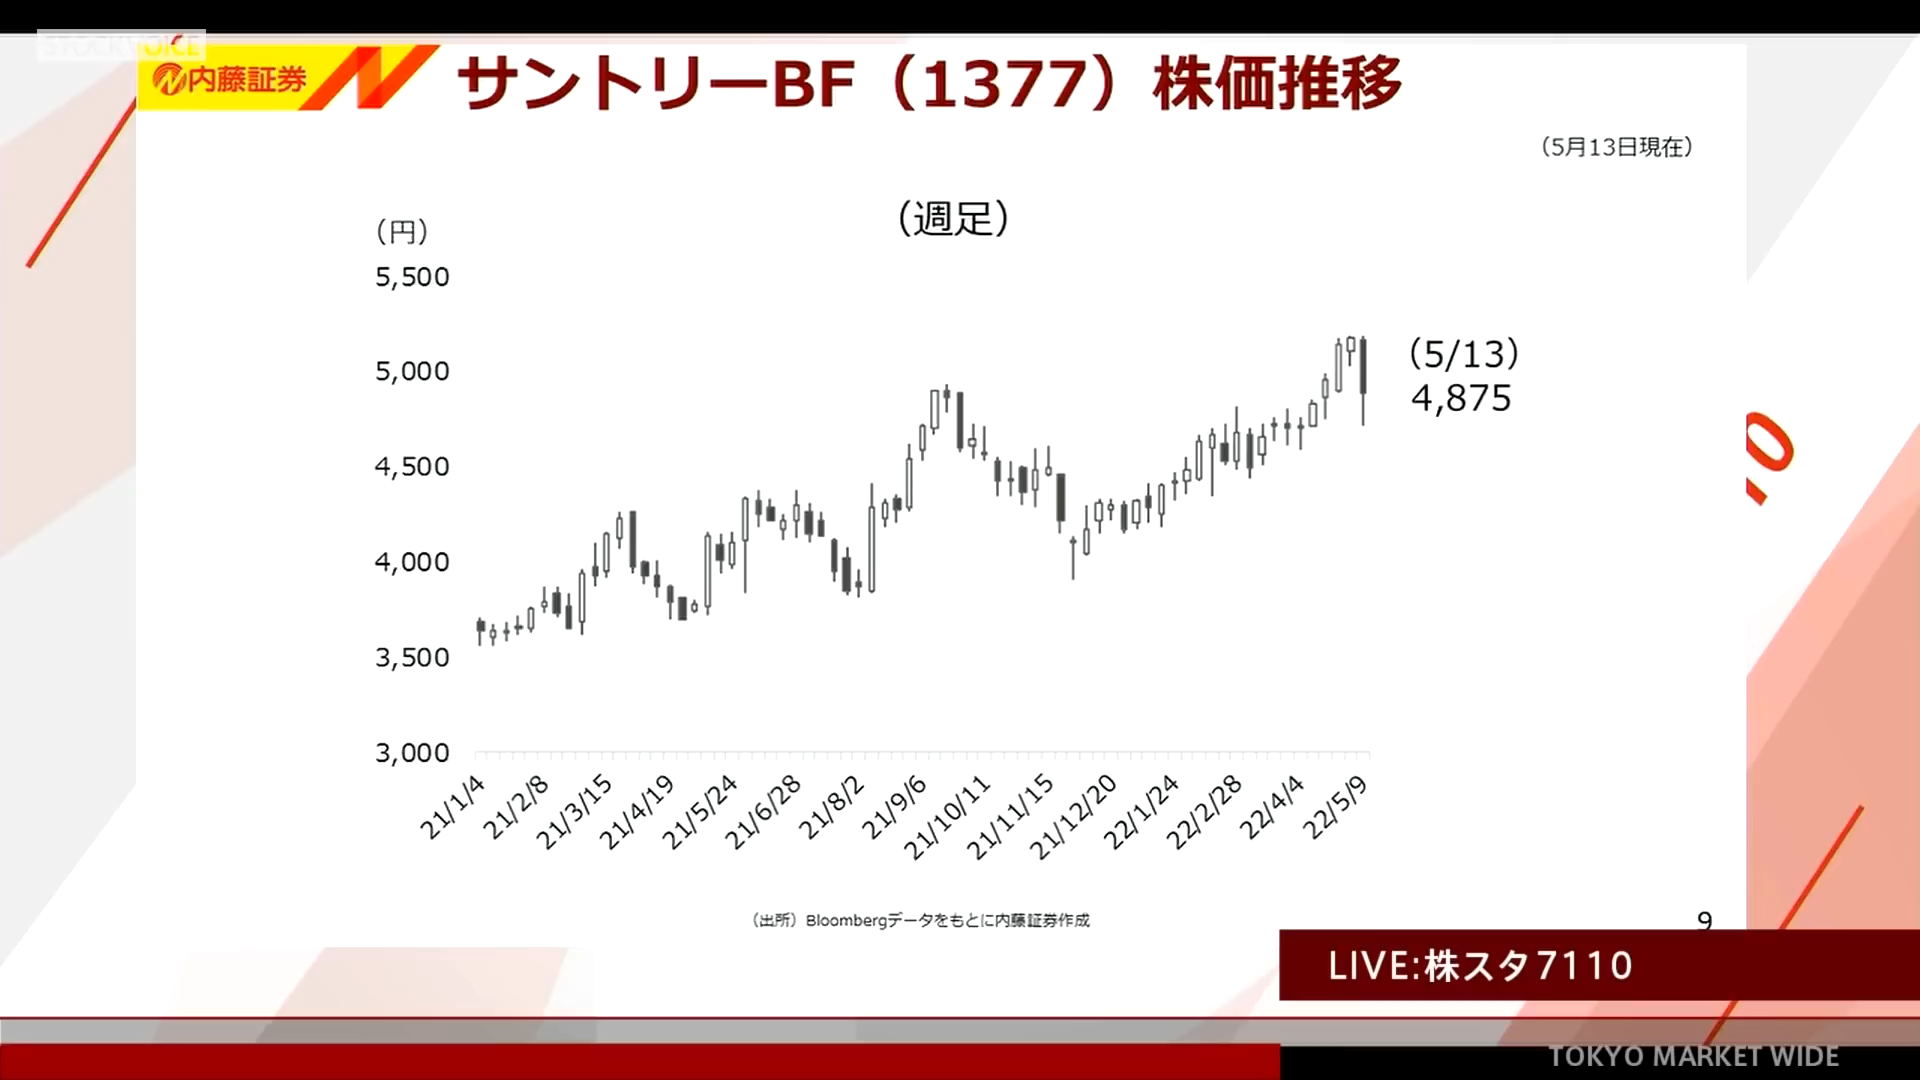 STOCKVOICE
内藤証券
サントリーBF（1377）株価推移
（5月13日現在）
（週足）
（円）
5,500
5,000
4,500
4,000
3,500
3,000
（5/13）
4,875
21/1/4
21/2/8
21/3/15
21/4/19
21/5/24
21/6/28
21/8/2
21/9/6
21/10/11
21/11/15
21/12/20
22/1/24
22/2/28
22/4/4
22/5/9
（出所）Bloombergデータをもとに内藤証券作成
9
10
LIVE:株スタ7110
TOKYO MARKET WIDE